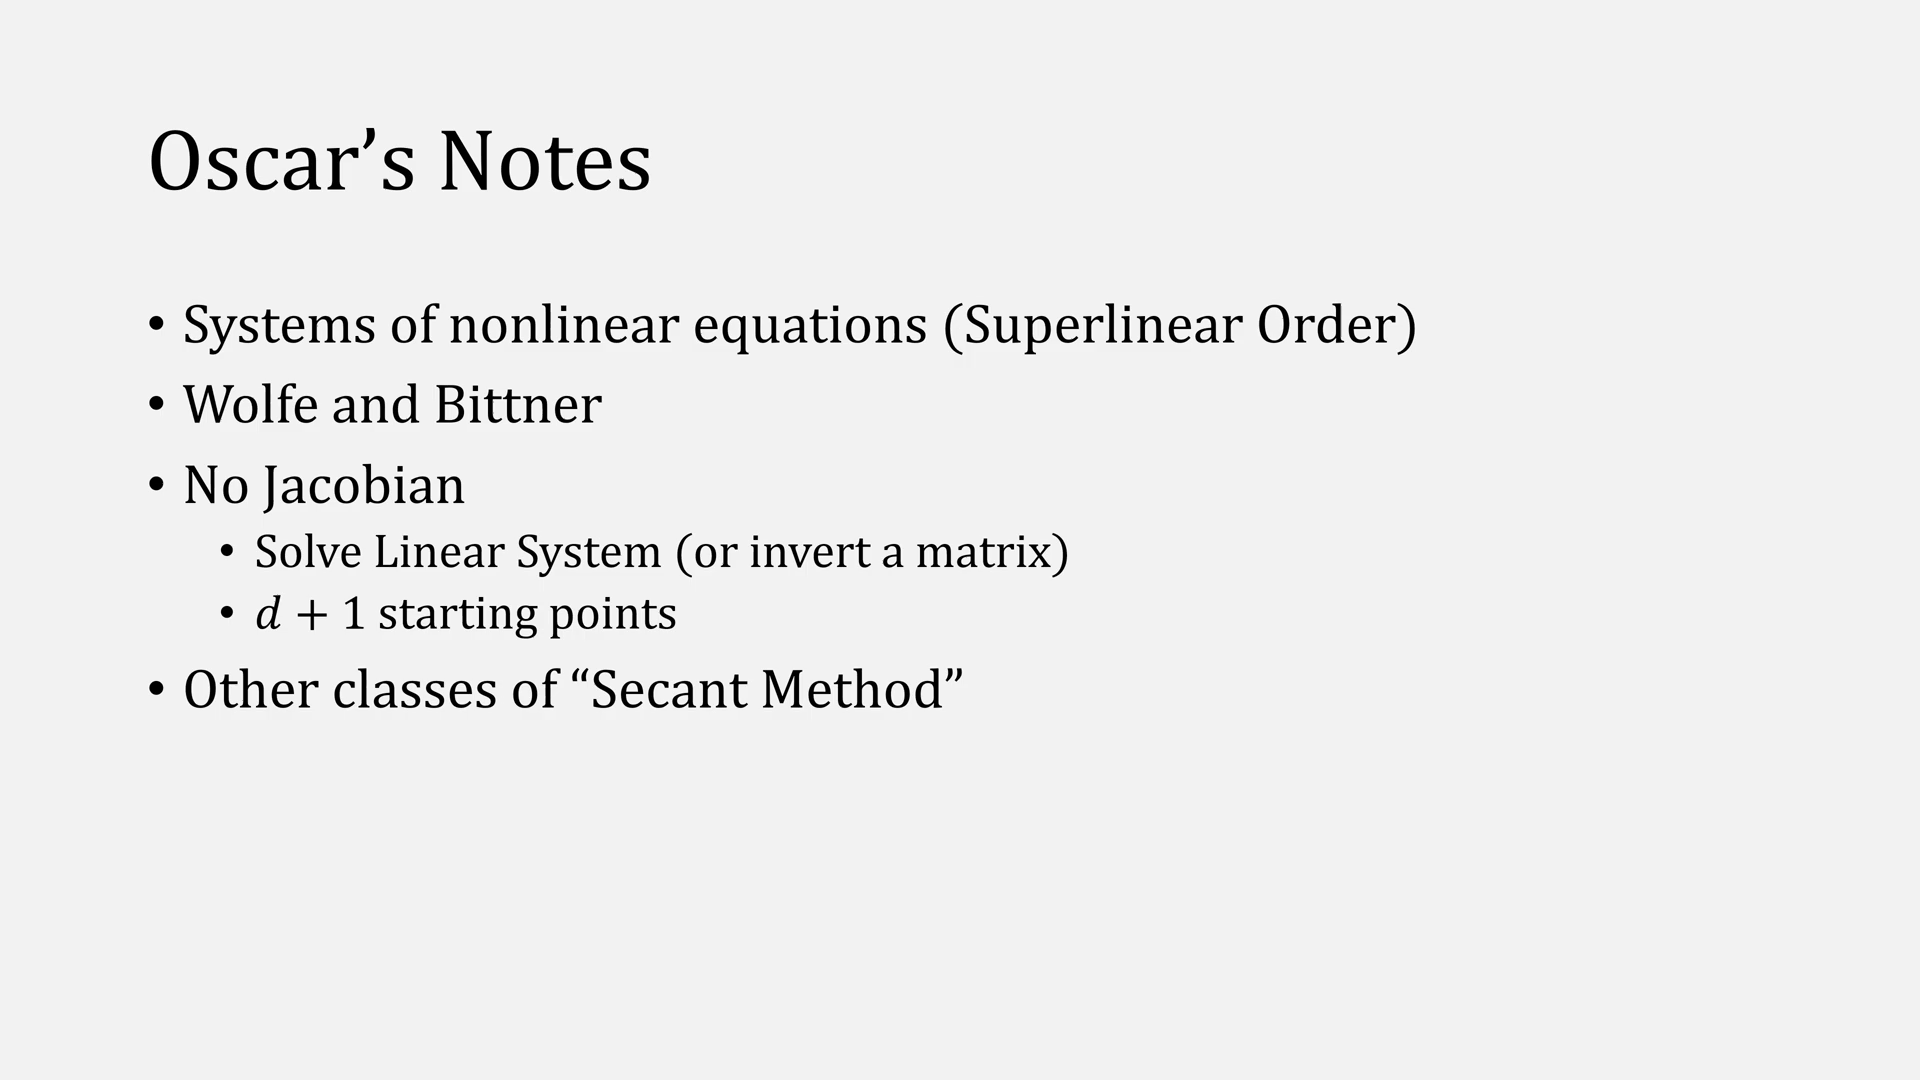 Oscar’s Notes
• Systems of nonlinear equations (Superlinear Order)
• Wolfe and Bittner
• No Jacobian
• Solve Linear System (or invert a matrix)
• 𝑑 + 1 starting points
• Other classes of “Secant Method”